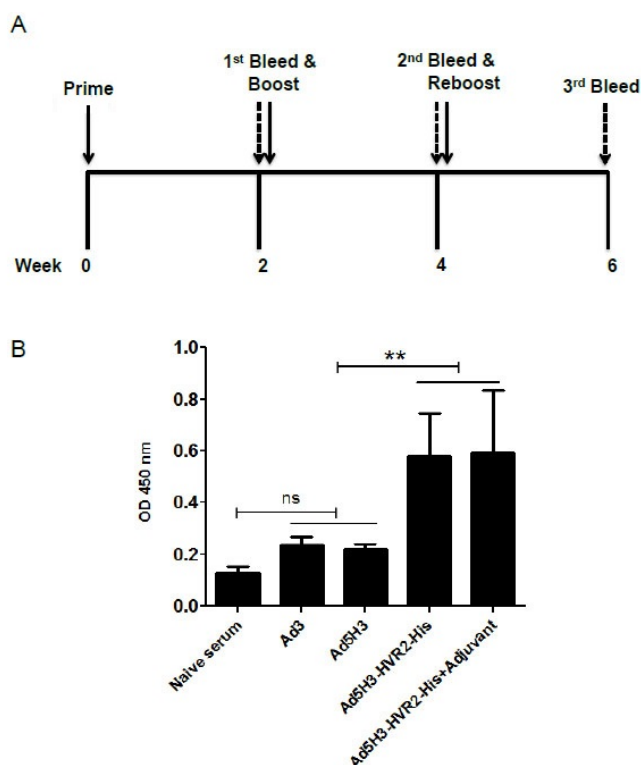 A
Prime
1st Bleed &
Boost
2nd Bleed &
Reboost
3rd Bleed
Week 0 2 4 6
B
1.0
0.8
0.6
0.4
0.2
0.0
OD 450 nm
ns
**
Naive serum
Ad3
Ad5H3
Ad5H3-HVR2-His
Ad5H3-HVR2-His+Adjuvant